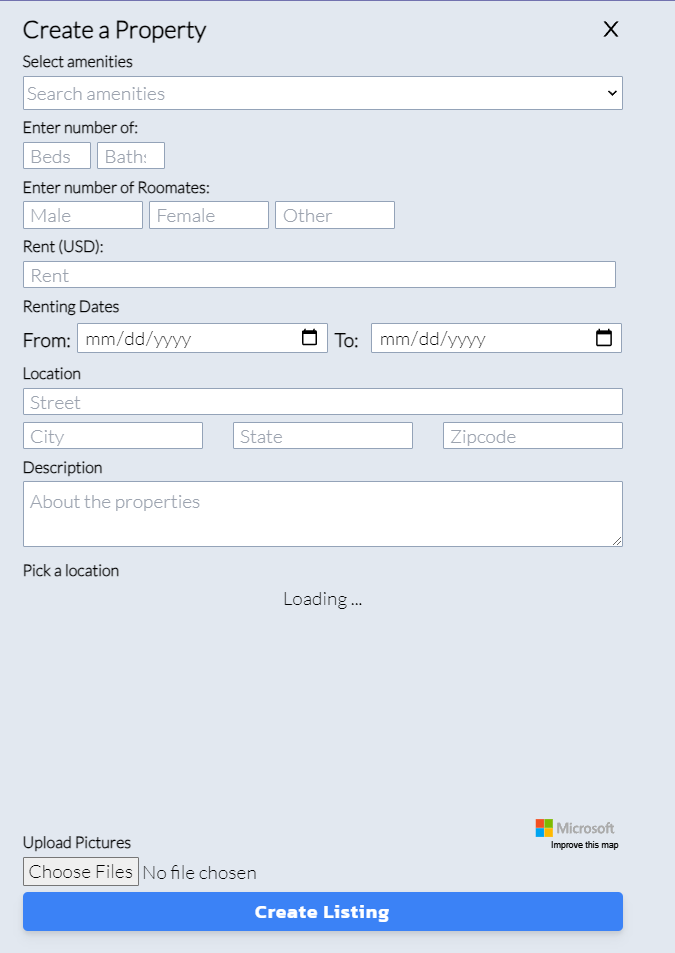 Create a Property X
Select amenities
Search amenities
Enter number of:
Beds Baths
Enter number of Roomates:
Male Female Other
Rent (USD):
Rent
Renting Dates
From: mm/dd/yyyy To: mm/dd/yyyy
Location
Street
City State Zipcode
Description
About the properties
Pick a location
Loading ...
Microsoft
Improve this map
Upload Pictures
Choose Files No file chosen
Create Listing